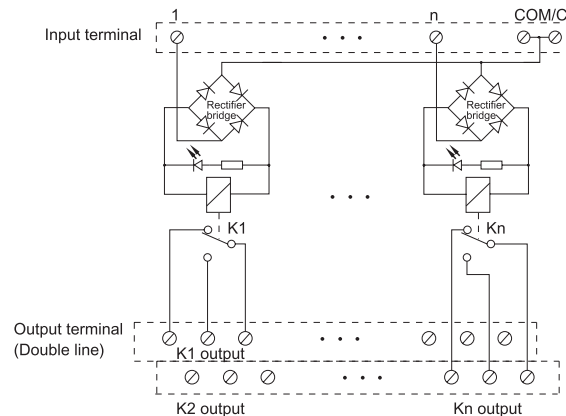 1
n
COM/C
Input terminal
Rectifier
bridge
Rectifier
bridge
K1
Kn
Output terminal
(Double line)
K1 output
K2 output
Kn output